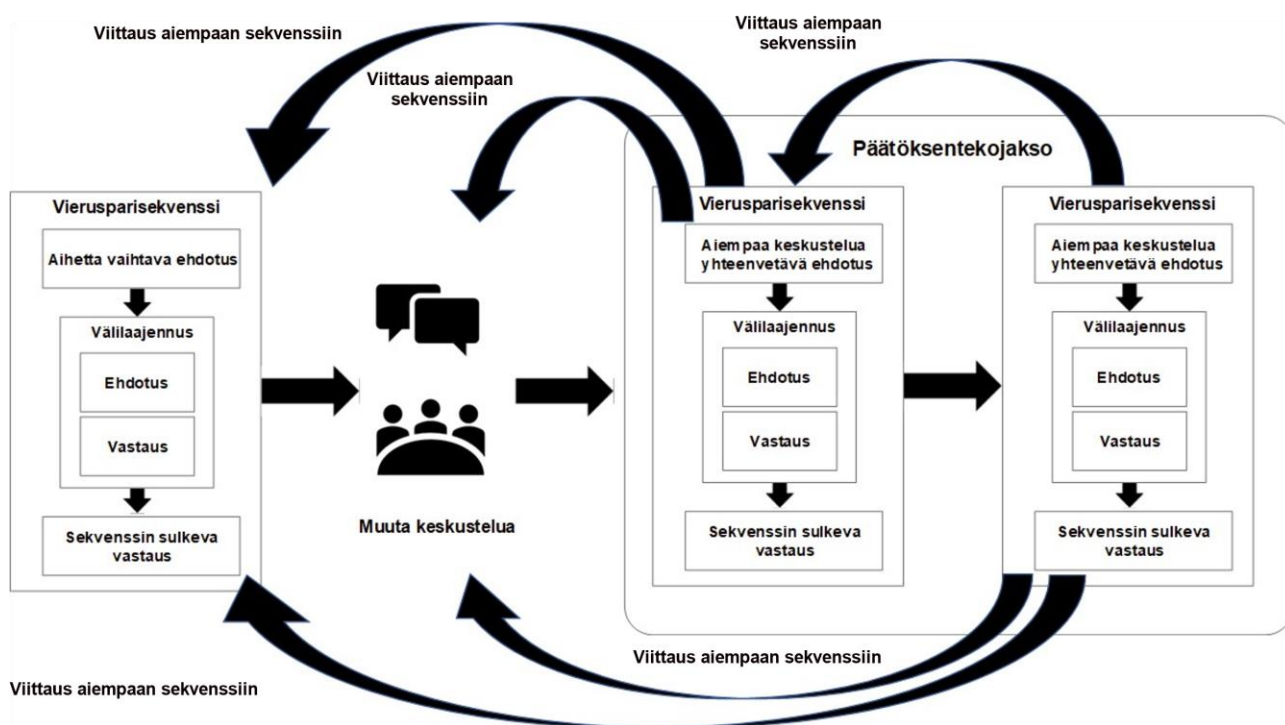 Viittaus aiempaan sekvenssiin
Viittaus aiempaan
sekvenssiin
Viittaus aiempaan
sekvenssiin
Päätöksentekojakso
Vierusparisekvenssi
Aihetta vaihtava ehdotus
Välilaajennus
Ehdotus
Vastaus
Sekvenssin sulkeva
vastaus
Muuta keskustelua
Vierusparisekvenssi
Aiempaa keskustelua
yhteenvetävä ehdotus
Välilaajennus
Ehdotus
Vastaus
Sekvenssin sulkeva
vastaus
Vierusparisekvenssi
Aiempaa keskustelua
yhteenvetävä ehdotus
Välilaajennus
Ehdotus
Vastaus
Sekvenssin sulkeva
vastaus
Viittaus aiempaan sekvenssiin
Viittaus aiempaan sekvenssiin